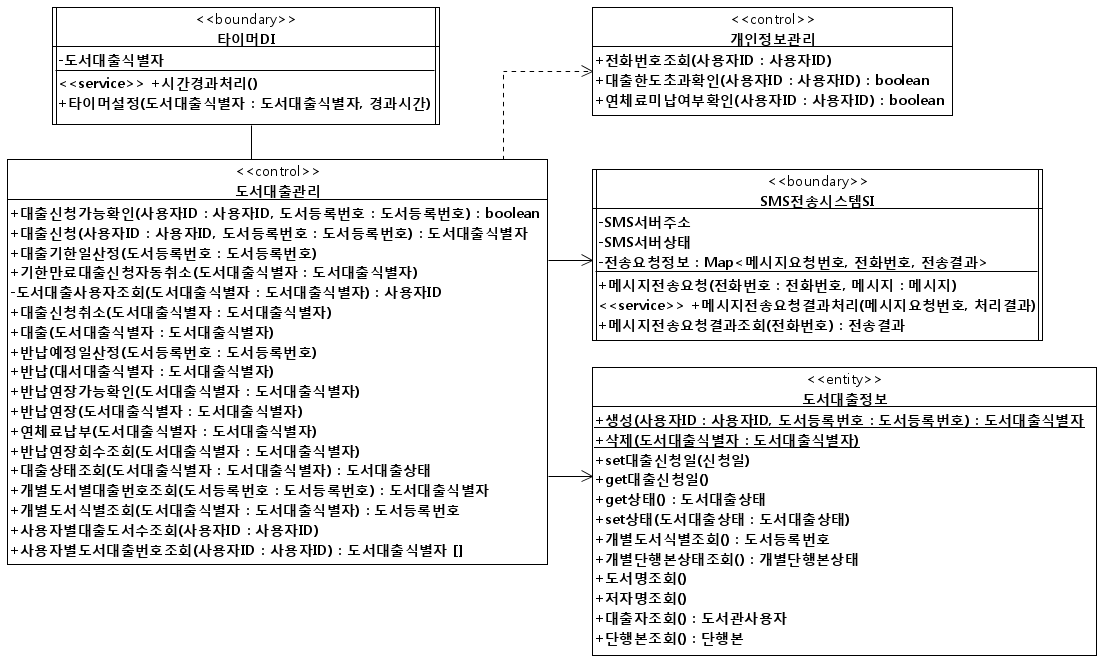 <<boundary>>
타이머DI
-도서대출식별자
<<service>> +시간경과처리()
+타이머설정(도서대출식별자 : 도서대출식별자, 경과시간)
<<control>>
개인정보관리
+전화번호조회(사용자ID : 사용자ID)
+대출한도초과확인(사용자ID : 사용자ID) : boolean
+연체료미납여부확인(사용자ID : 사용자ID) : boolean
<<control>>
도서대출관리
+대출신청가능확인(사용자ID : 사용자ID, 도서등록번호 : 도서등록번호) : boolean
+대출신청(사용자ID : 사용자ID, 도서등록번호 : 도서등록번호) : 도서대출식별자
+대출기한일산정(도서등록번호 : 도서등록번호)
+기한만료대출신청자동취소(도서대출식별자 : 도서대출식별자)
-도서대출사용자조회(도서대출식별자 : 도서대출식별자) : 사용자ID
+대출신청취소(도서대출식별자 : 도서대출식별자)
+대출(도서대출식별자 : 도서대출식별자)
+반납예정일산정(도서등록번호 : 도서등록번호)
+반납(대서대출식별자 : 도서대출식별자)
+반납연장가능확인(도서대출식별자 : 도서대출식별자)
+반납연장(도서대출식별자 : 도서대출식별자)
+연체료납부(도서대출식별자 : 도서대출식별자)
+반납연장회수조회(도서대출식별자 : 도서대출식별자)
+대출상태조회(도서대출식별자 : 도서대출식별자) : 도서대출상태
+개별도서별대출번호조회(도서등록번호 : 도서등록번호) : 도서대출식별자
+개별도서식별조회(도서대출식별자 : 도서대출식별자) : 도서등록번호
+사용자별대출도서수조회(사용자ID : 사용자ID)
+사용자별도서대출번호조회(사용자ID : 사용자ID) : 도서대출식별자 []
<<boundary>>
SMS전송시스템SI
-SMS서버주소
-SMS서버상태
-전송요청정보 : Map<메시지요청번호, 전화번호, 전송결과>
+메시지전송요청(전화번호 : 전화번호, 메시지 : 메시지)
<<service>> +메시지전송요청결과처리(메시지요청번호, 처리결과)
+메시지전송요청결과조회(전화번호) : 전송결과
<<entity>>
도서대출정보
+생성(사용자ID : 사용자ID, 도서등록번호 : 도서등록번호) : 도서대출식별자
+삭제(도서대출식별자 : 도서대출식별자)
+set대출신청일(신청일)
+get대출신청일()
+get상태() : 도서대출상태
+set상태(도서대출상태 : 도서대출상태)
+개별도서식별조회() : 도서등록번호
+개별단행본상태조회() : 개별단행본상태
+도서명조회()
+저자명조회()
+대출자조회() : 도서관사용자
+단행본조회() : 단행본